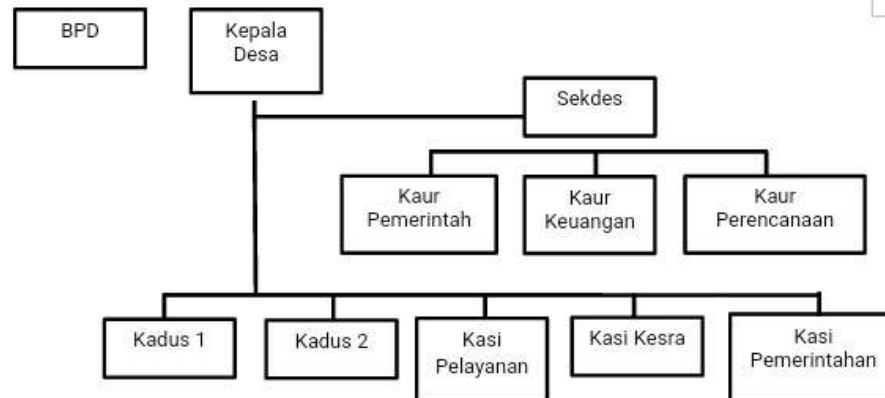 BPD
Kepala
Desa
Sekdes
Kaur
Pemerintah
Kaur
Keuangan
Kaur
Perencanaan
Kadus 1
Kadus 2
Kasi
Pelayanan
Kasi Kesra
Kasi
Pemerintahan